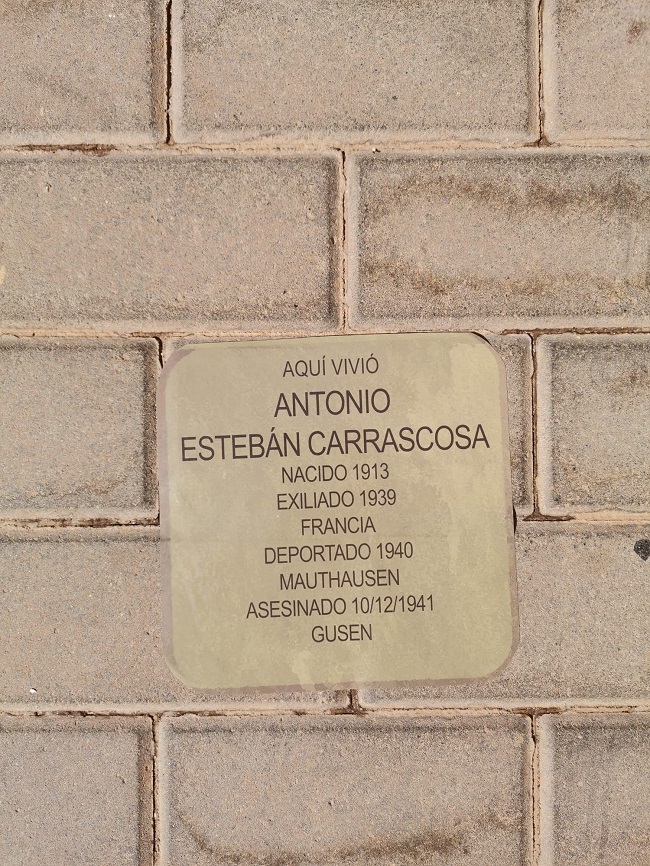 AQUÍ VIVIÓ
ANTONIO
ESTEBÁN CARRASCOSA
NACIDO 1913
EXILIADO 1939
FRANCIA
DEPORTADO 1940
MAUTHAUSEN
ASESINADO 10/12/1941
GUSEN